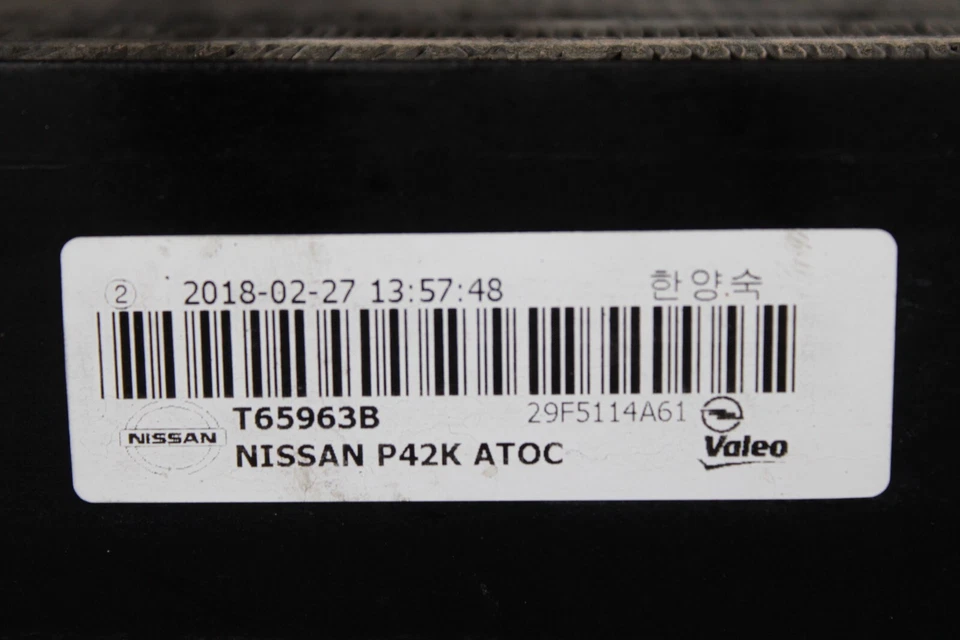 ② 2018-02-27 13:57:48 한양숙
T65963B 29F5114A61
NISSAN
NISSAN P42K ATOC
Valeo